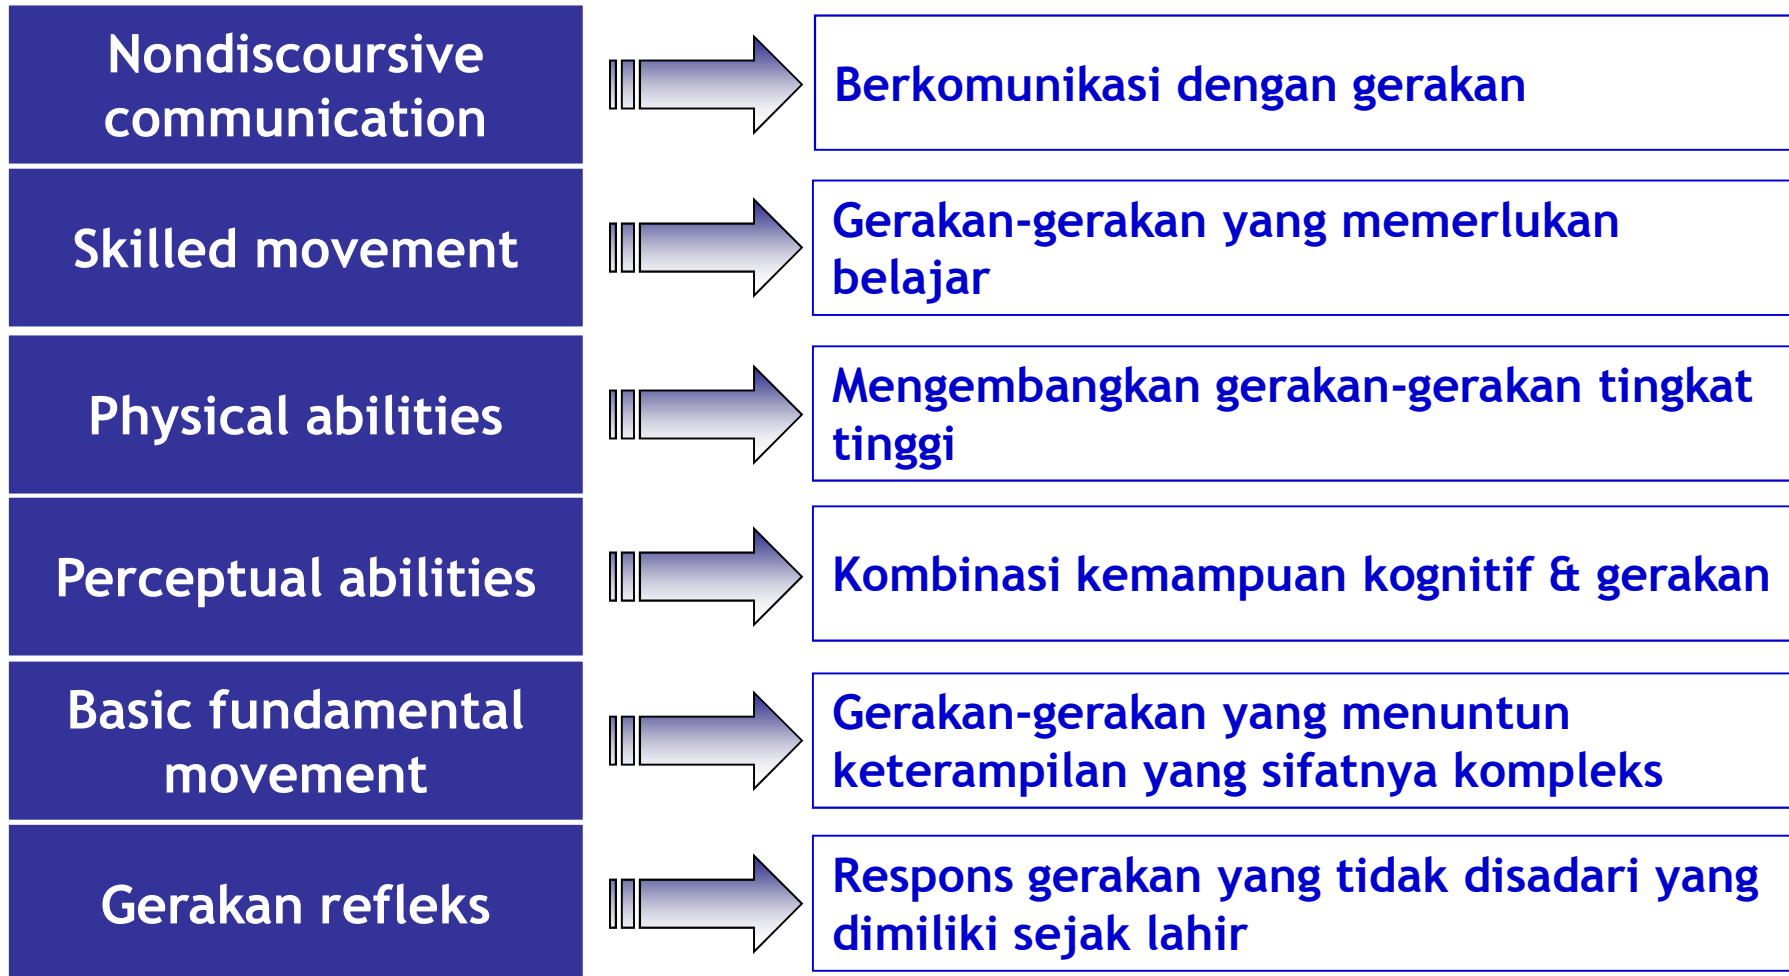 Nondiscoursive
communication
Berkomunikasi dengan gerakan
Skilled movement
Gerakan-gerakan yang memerlukan
belajar
Physical abilities
Mengembangkan gerakan-gerakan tingkat
tinggi
Perceptual abilities
Kombinasi kemampuan kognitif & gerakan
Basic fundamental
movement
Gerakan-gerakan yang menuntun
keterampilan yang sifatnya kompleks
Gerakan refleks
Respons gerakan yang tidak disadari yang
dimiliki sejak lahir